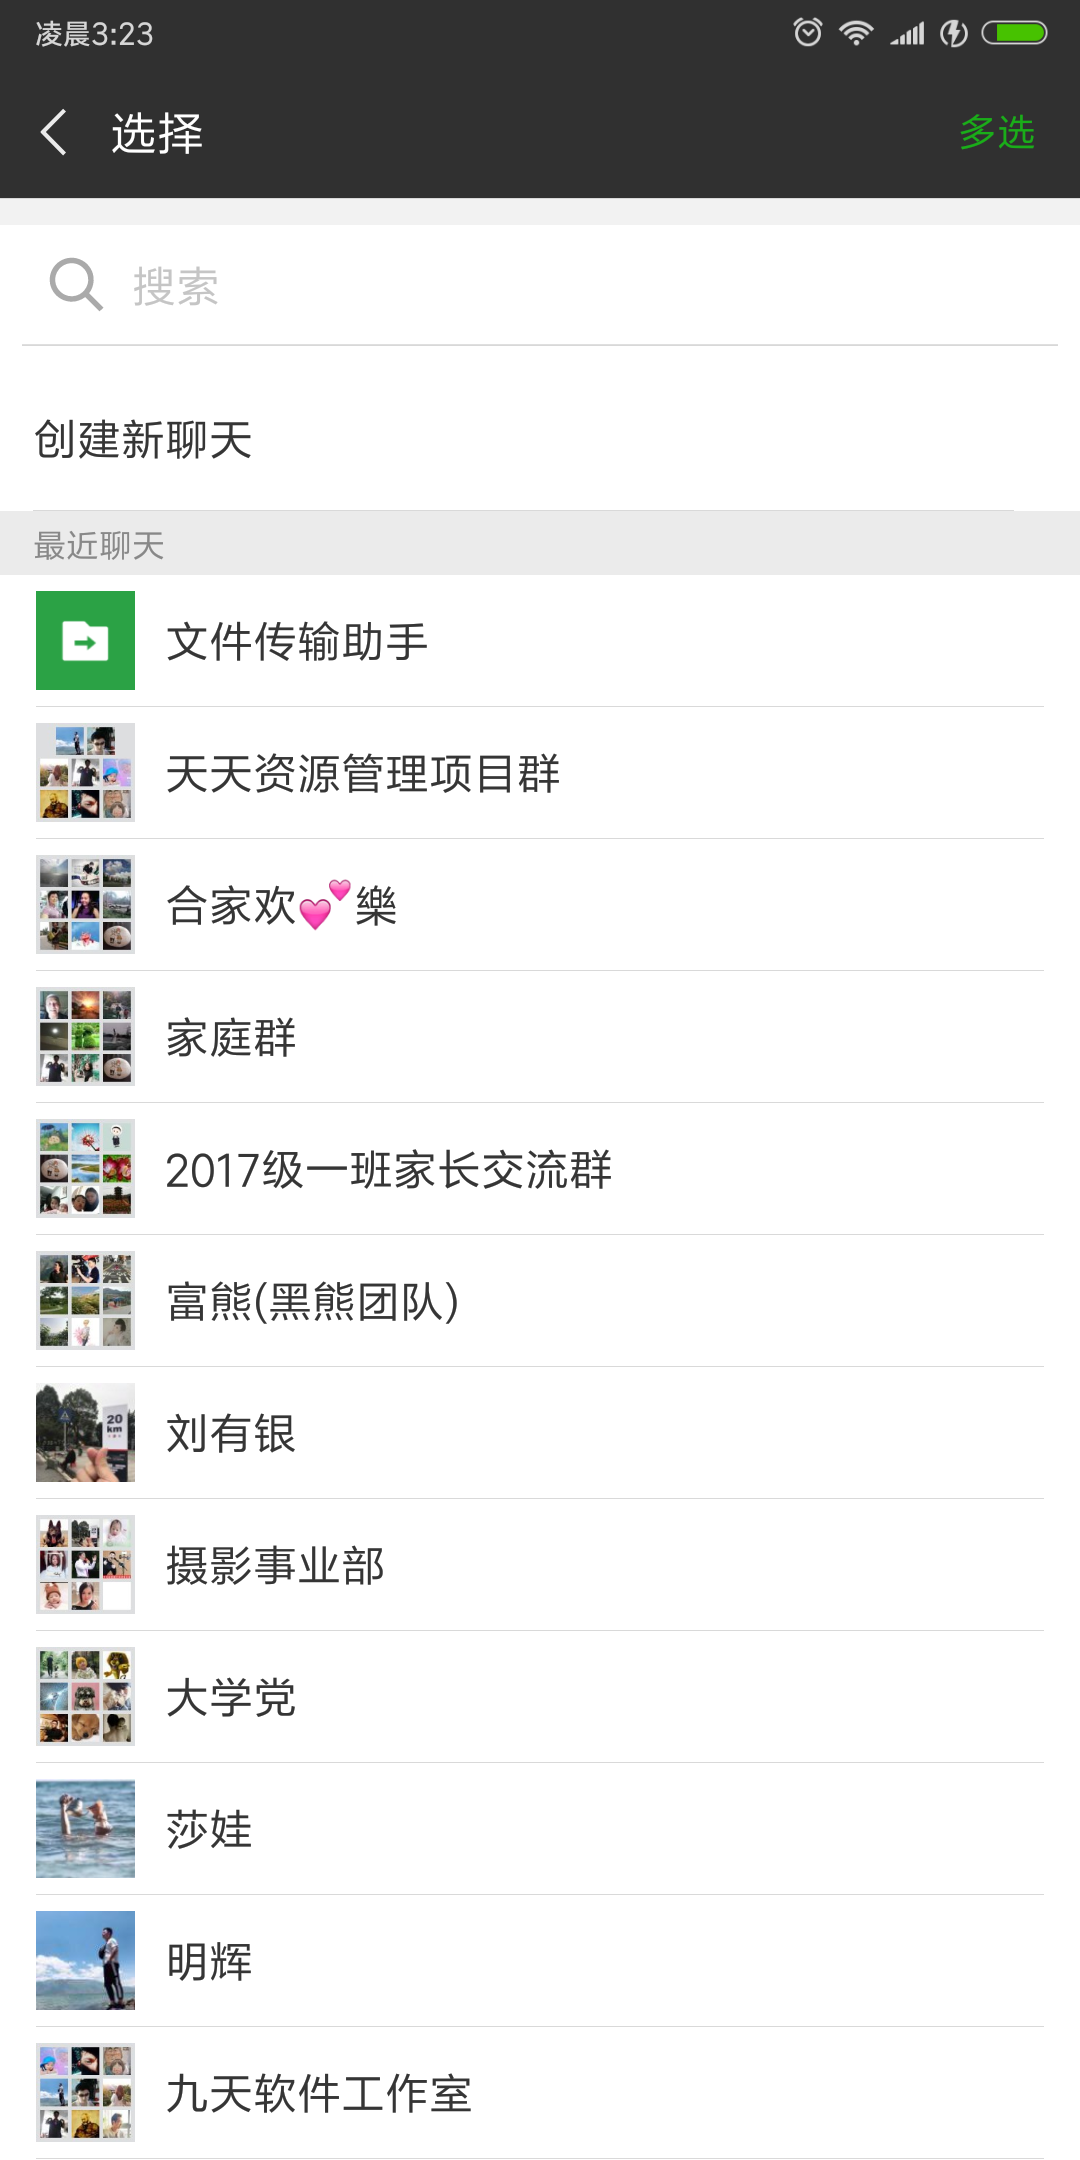 凌晨3:23
选择
多选
搜索
创建新聊天
最近聊天
文件传输助手
天天资源管理项目群
合家欢💕樂
家庭群
2017级一班家长交流群
富熊(黑熊团队)
20
km
刘有银
摄影事业部
大学党
莎娃
明辉
九天软件工作室